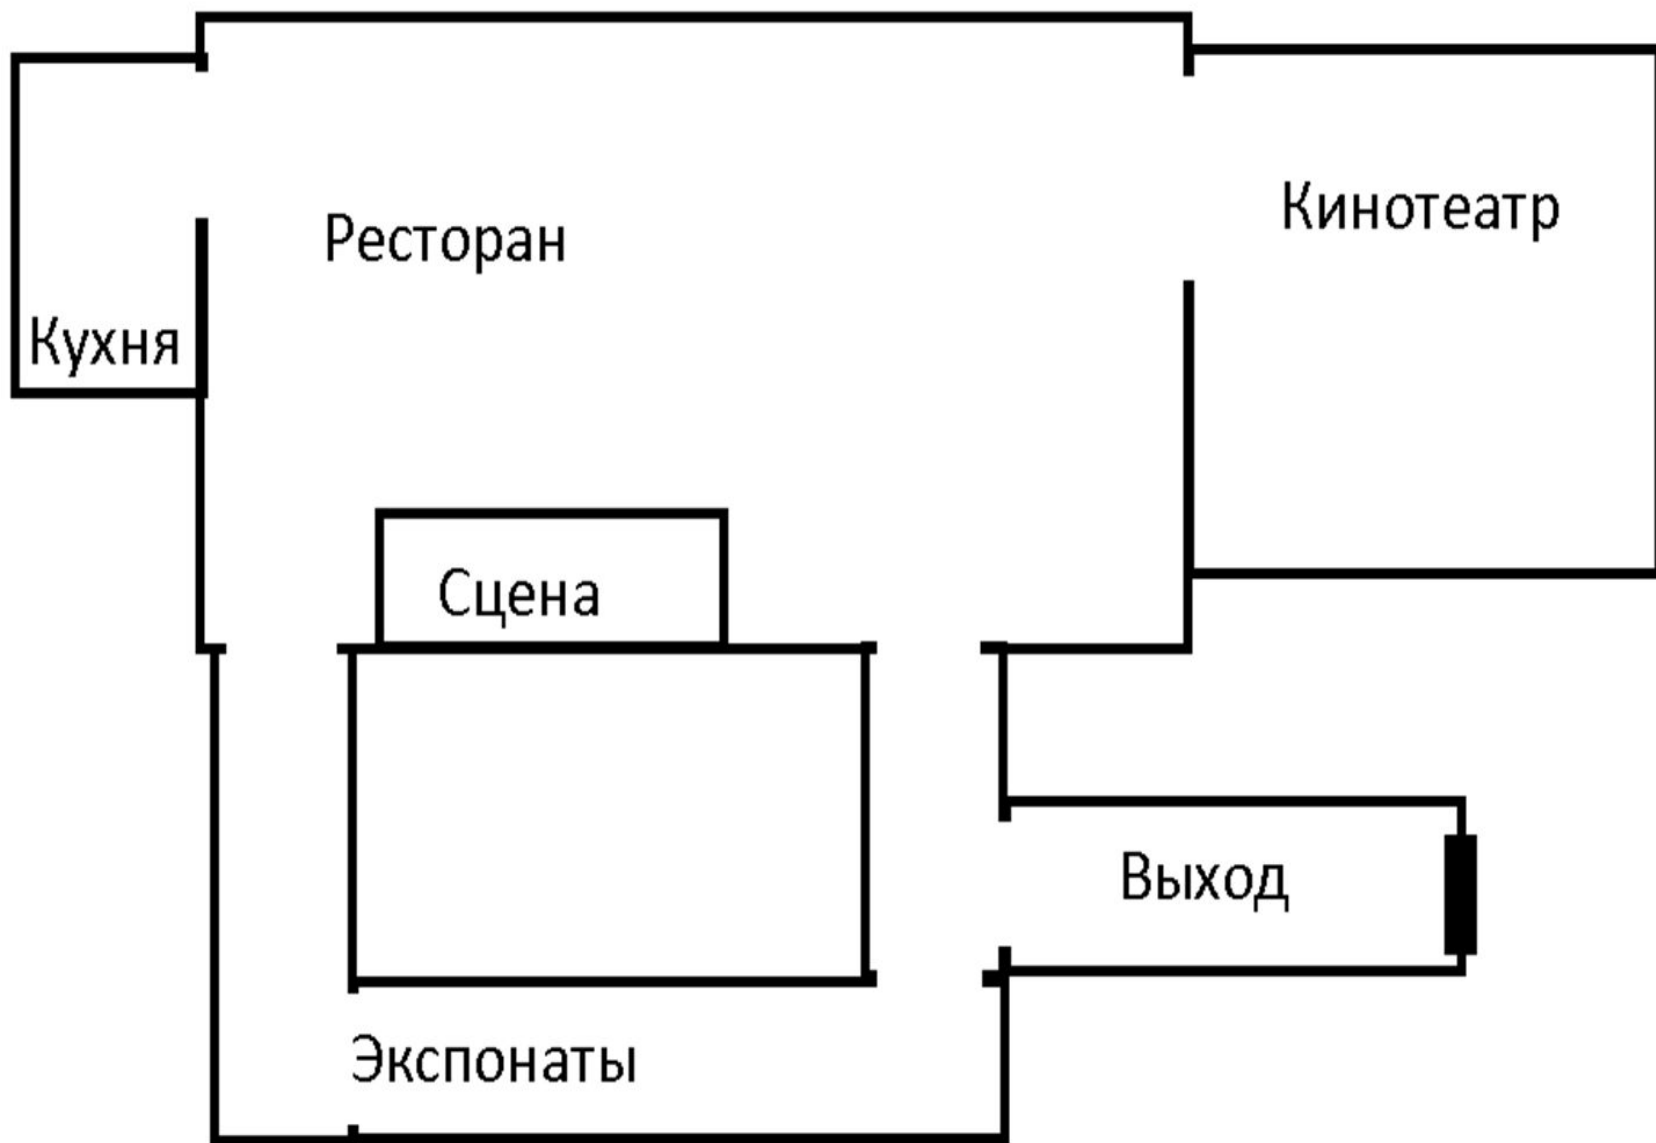 Кинотеатр
Ресторан
Кухня
Сцена
Выход
Экспонаты